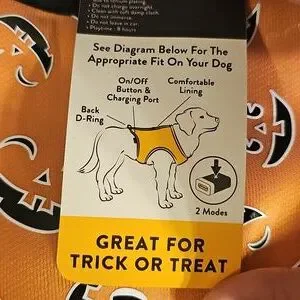 › Do not charge overnight.
› Clean with soft damp cloth.
› Do not immerse.
› Do not leave in car.
› Playtime: 8 hours
See Diagram Below For The
Appropriate Fit On Your Dog
On/Off
Button &
Charging Port
Comfortable
Lining
Back
D-Ring
2 Modes
GREAT FOR
TRICK OR TREAT